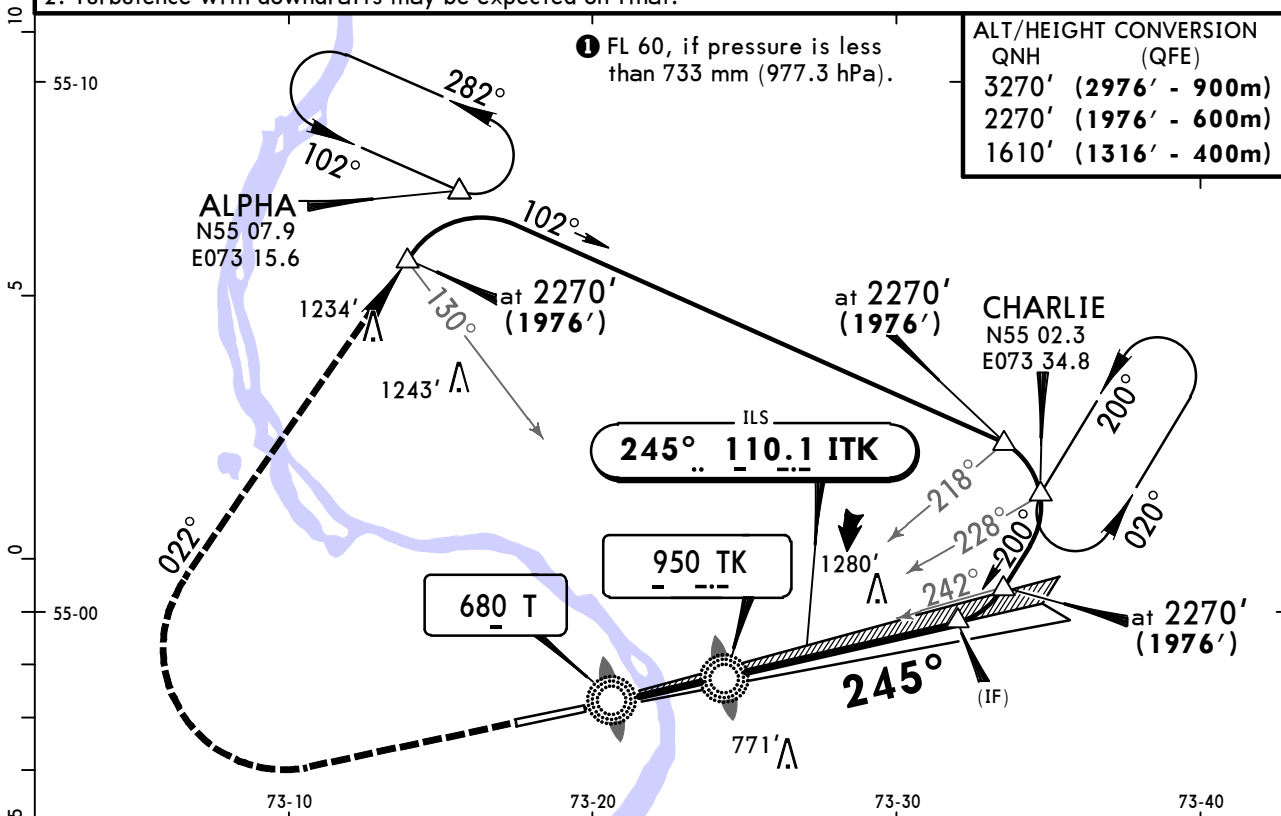 2. Turbulence with downdrafts may be expected on final.
10
❶ FL 60, if pressure is less
than 733 mm (977.3 hPa).
ALT/HEIGHT CONVERSION
QNH (QFE)
3270' (2976' - 900m)
2270' (1976' - 600m)
1610' (1316' - 400m)
55-10
282°
102°
ALPHA
N55 07.9
E073 15.6
102°
5
1234'
130°
at 2270'
(1976')
at 2270'
(1976')
CHARLIE
N55 02.3
E073 34.8
1243'
200°
ILS
245° 110.1 ITK
218°
228°
200°
020°
022°
0
950 TK
1280'
242°
680 T
55-00
at 2270'
(1976')
245°
(IF)
771'
5
73-10
73-20
73-30
73-40